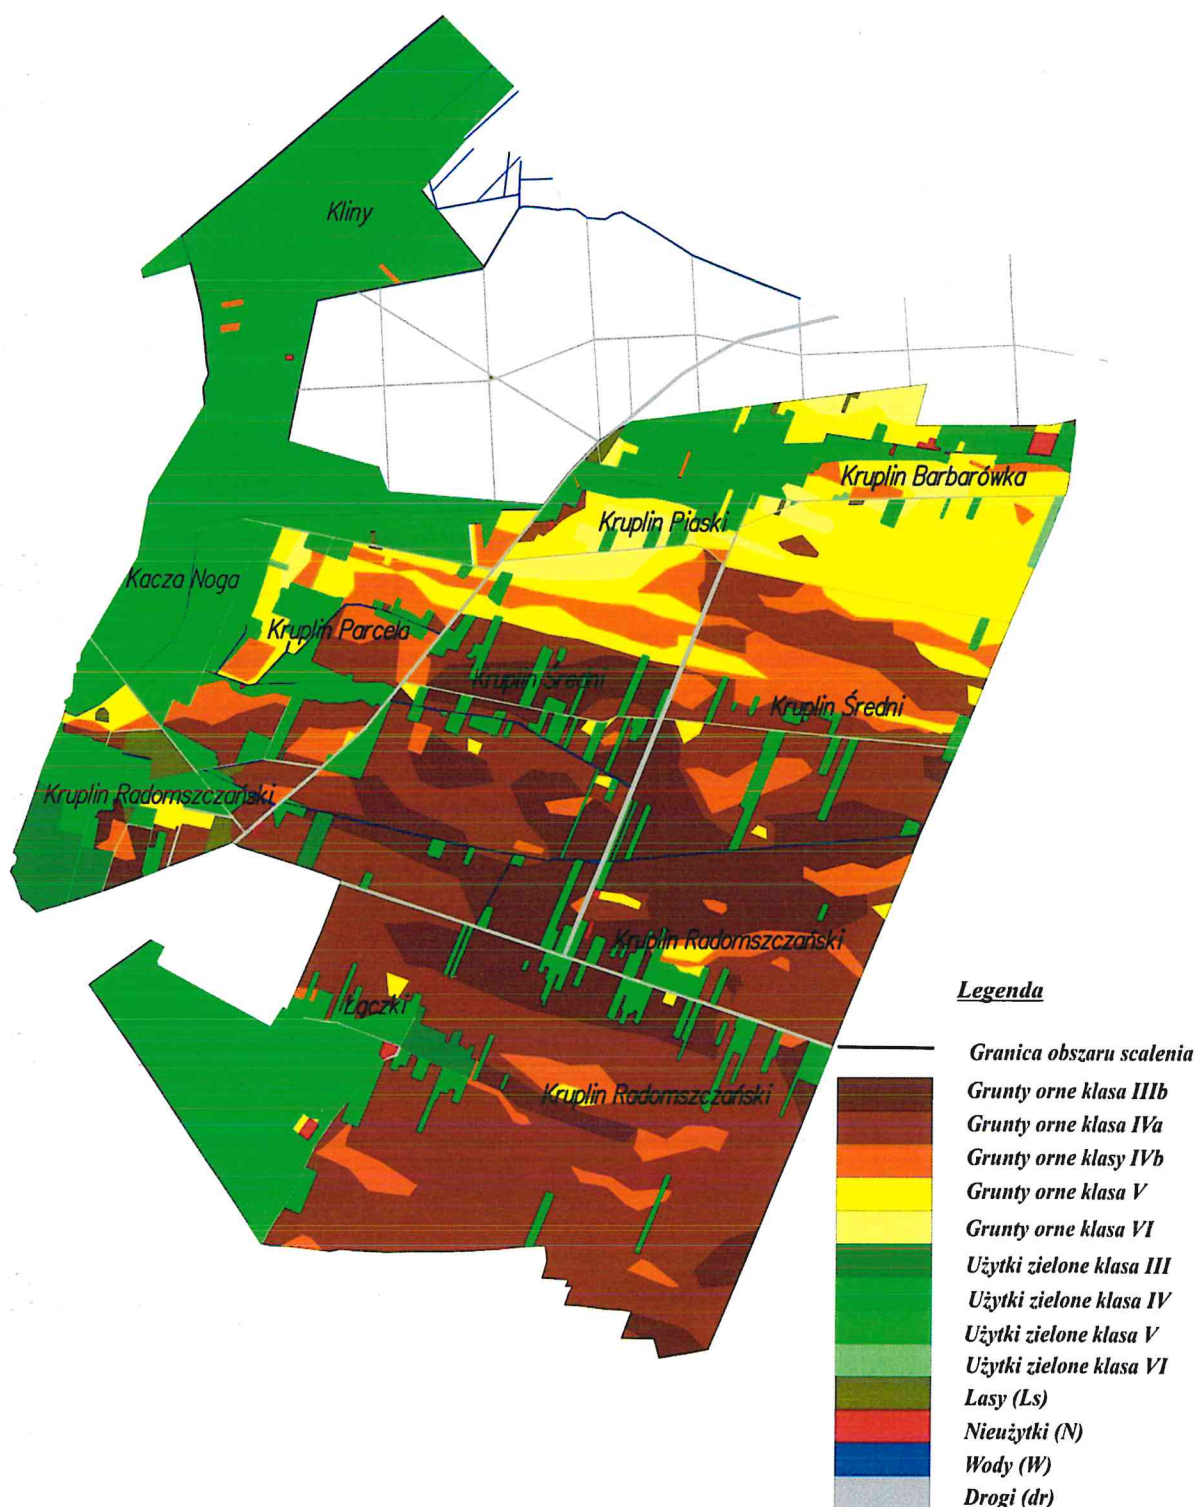 Kliny
Kruplin Barbarówka
Kruplin Piaski
Kacza Noga
Kruplin Parcela
Kruplin Średni
Kruplin Średni
Kruplin Radomszczański
Kruplin Radomszczański
Łączki
Kruplin Radomszczański
Legenda
Granica obszaru scalenia
Grunty orne klasa IIIb
Grunty orne klasa IVa
Grunty orne klasy IVb
Grunty orne klasa V
Grunty orne klasa VI
Użytki zielone klasa III
Użytki zielone klasa IV
Użytki zielone klasa V
Użytki zielone klasa VI
Lasy (Ls)
Nieużytki (N)
Wody (W)
Drogi (dr)